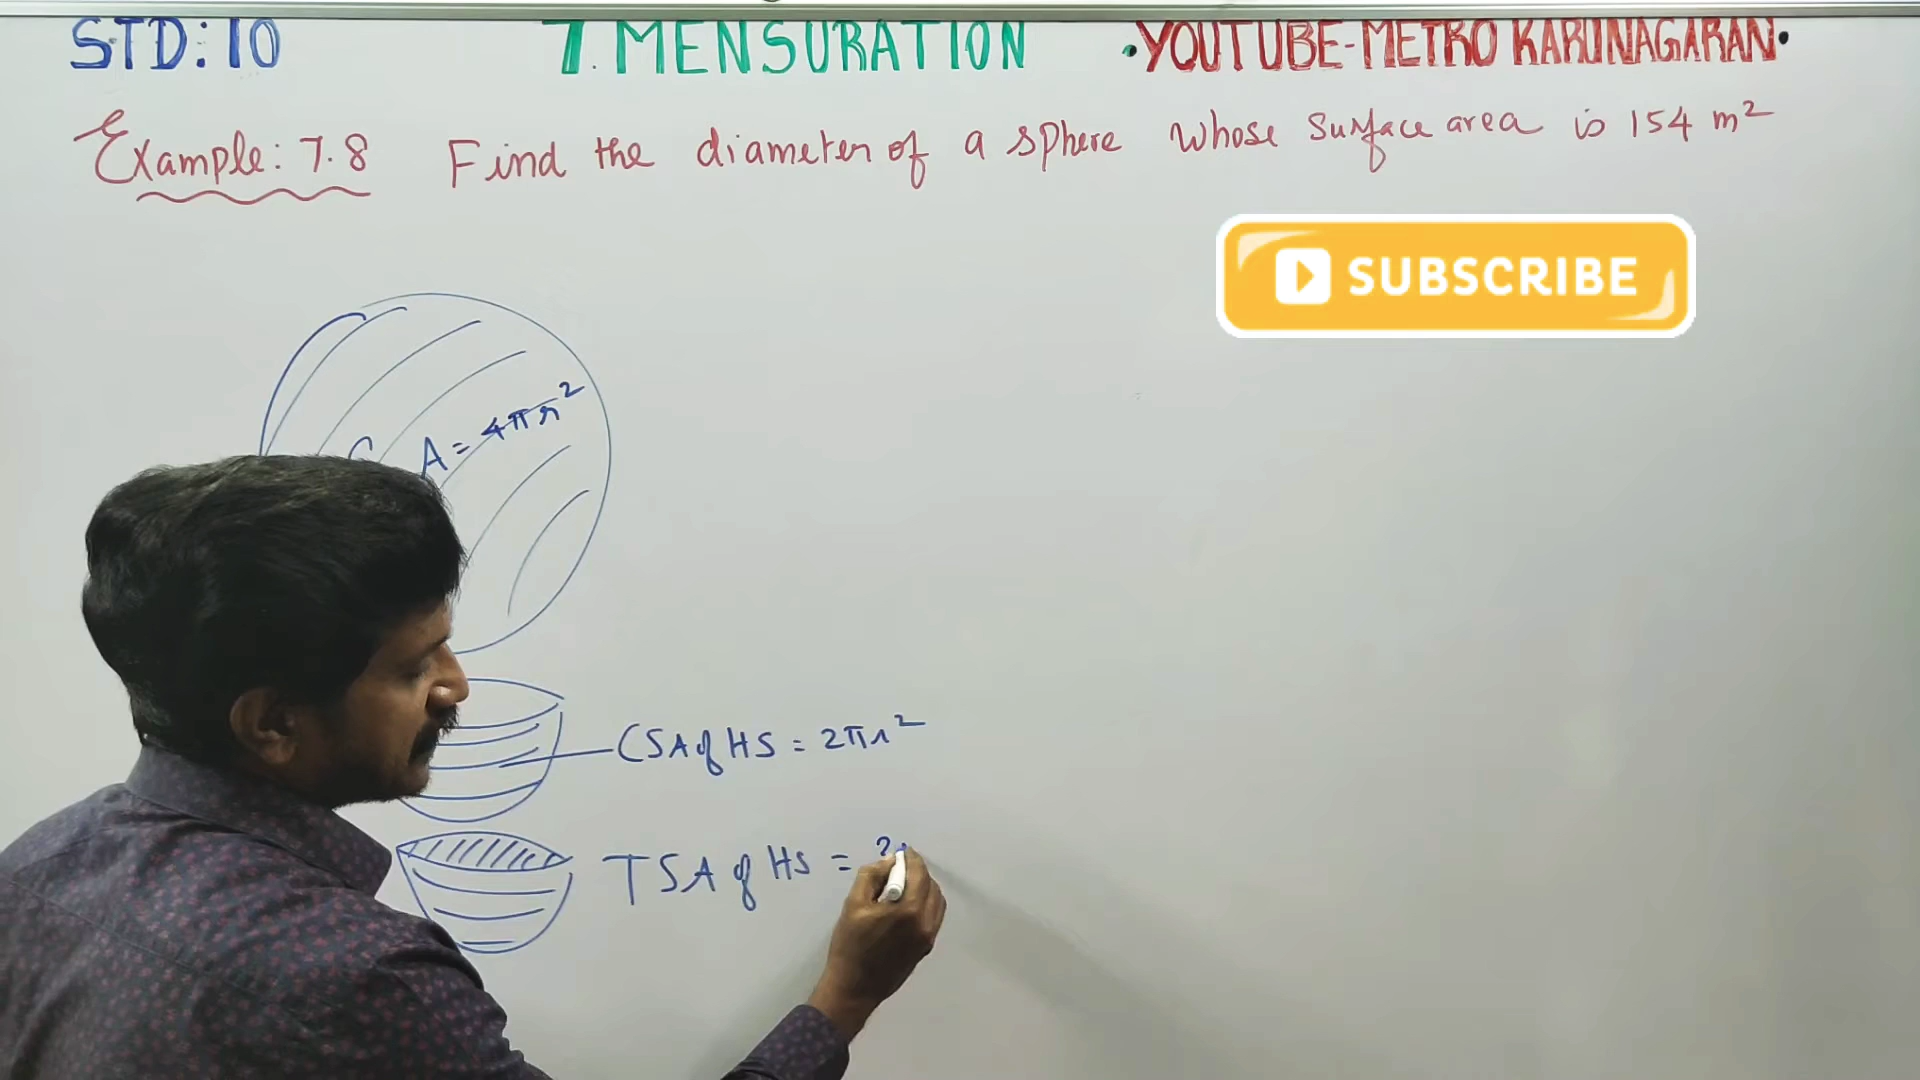 STD: 10 7. MENSURATION • YOUTUBE-METRO KARUNAGARAN •
Example: 7.8 Find the diameter of a sphere whose surface area is 154 m²
SUBSCRIBE
A = 4πr²
CSA of HS = 2πr²
TSA of HS =